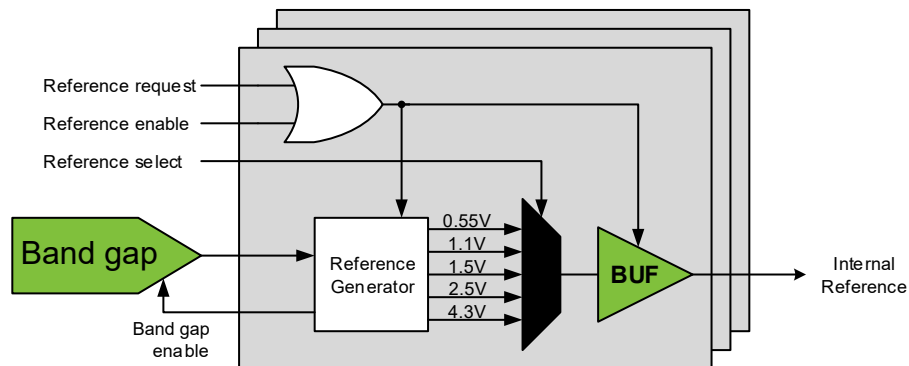 Reference request
Reference enable
Reference select
Band gap
Reference
Generator
0.55V
1.1V
1.5V
2.5V
4.3V
BUF
Internal
Reference
Band gap
enable